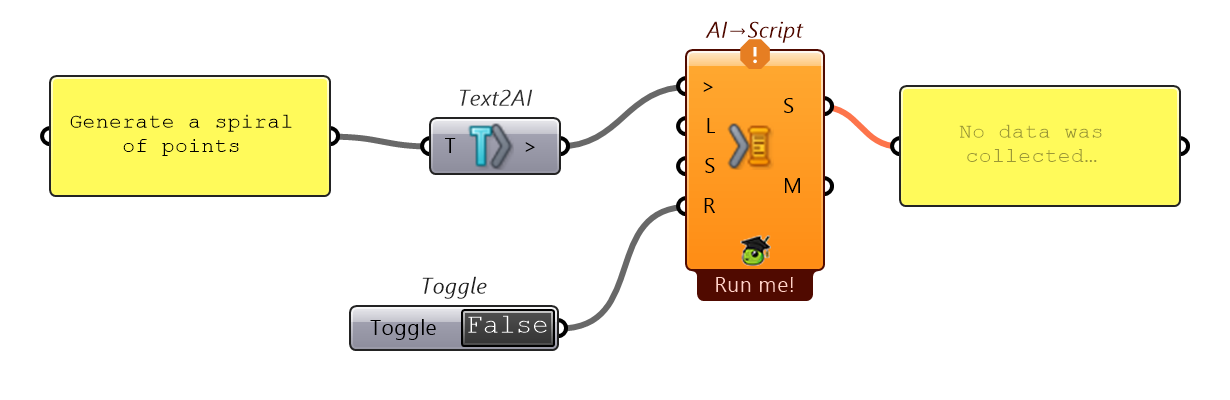 AI→Script
Generate a spiral
of points
Text2AI
T >
>
L
S
R
S
M
No data was
collected…
Run me!
Toggle
Toggle False